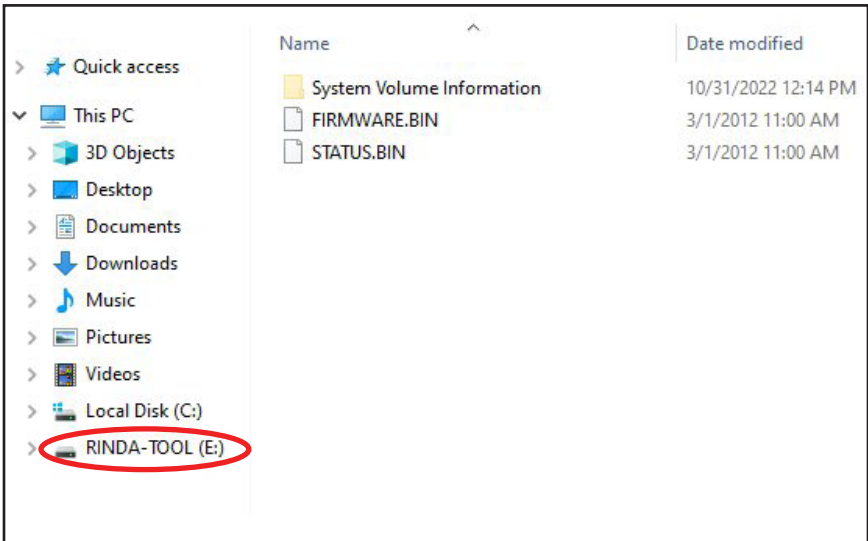 Quick access
This PC
3D Objects
Desktop
Documents
Downloads
Music
Pictures
Videos
Local Disk (C:)
RINDA-TOOL (E:)
Name Date modified
System Volume Information 10/31/2022 12:14 PM
FIRMWARE.BIN 3/1/2012 11:00 AM
STATUS.BIN 3/1/2012 11:00 AM